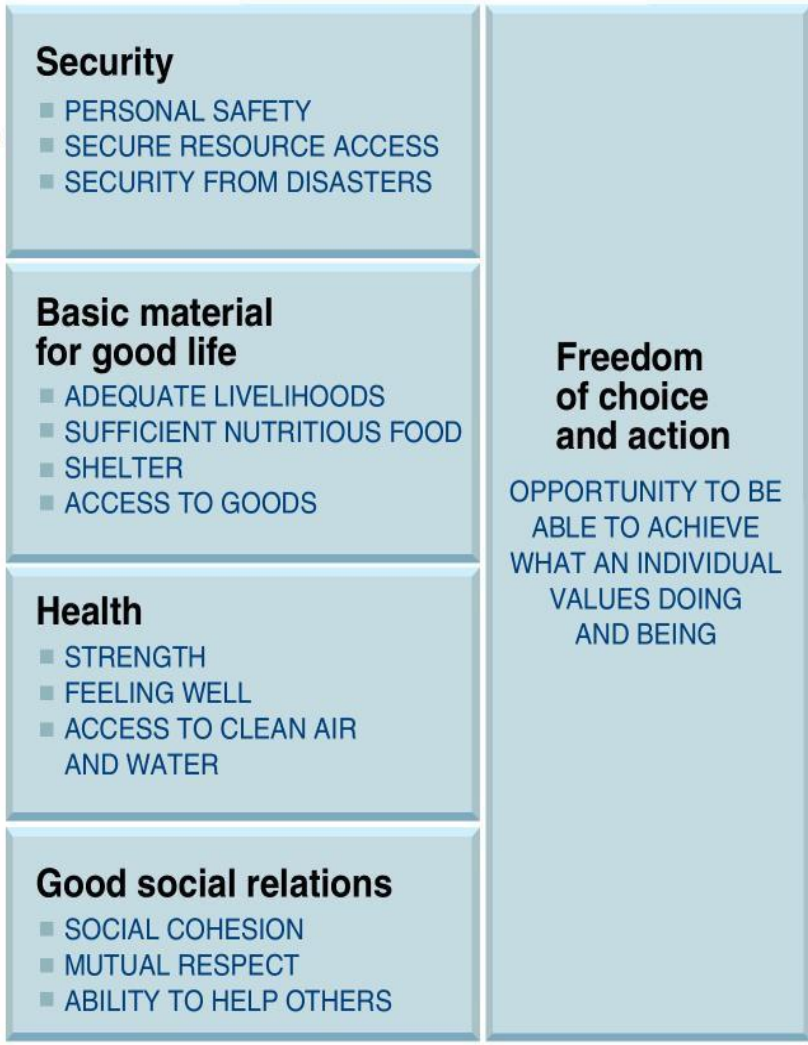 Security
PERSONAL SAFETY
SECURE RESOURCE ACCESS
SECURITY FROM DISASTERS
Basic material
for good life
ADEQUATE LIVELIHOODS
SUFFICIENT NUTRITIOUS FOOD
SHELTER
ACCESS TO GOODS
Health
STRENGTH
FEELING WELL
ACCESS TO CLEAN AIR
AND WATER
Good social relations
SOCIAL COHESION
MUTUAL RESPECT
ABILITY TO HELP OTHERS
Freedom
of choice
and action
OPPORTUNITY TO BE
ABLE TO ACHIEVE
WHAT AN INDIVIDUAL
VALUES DOING
AND BEING